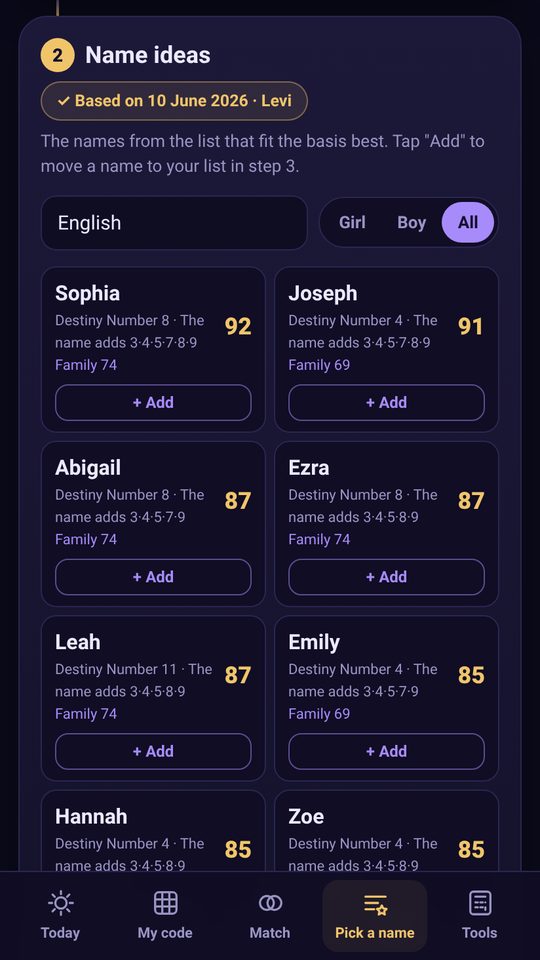 2 Name ideas
✓ Based on 10 June 2026 · Levi
The names from the list that fit the basis best. Tap "Add" to
move a name to your list in step 3.
English
Girl Boy All
Sophia
Destiny Number 8 · The
name adds 3·4·5·7·8·9
92
Family 74
+ Add
Joseph
Destiny Number 4 · The
name adds 3·4·5·7·8·9
91
Family 69
+ Add
Abigail
Destiny Number 8 · The
name adds 3·4·5·7·9
87
Family 74
+ Add
Ezra
Destiny Number 8 · The
name adds 3·4·5·8·9
87
Family 74
+ Add
Leah
Destiny Number 11 · The
name adds 3·4·5·8·9
87
Family 74
+ Add
Emily
Destiny Number 4 · The
name adds 3·4·5·7·9
85
Family 69
+ Add
Hannah
Destiny Number 4 · The
name adds 3·4·5·8·9
85
Zoe
Destiny Number 4 · The
name adds 3·4·5·8·9
85
Today
My code
Match
Pick a name
Tools